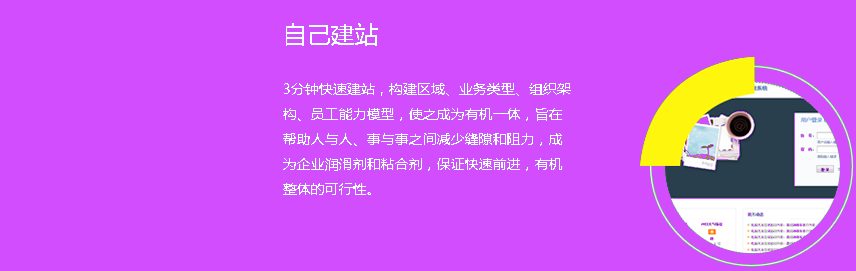 自己建站
3分钟快速建站，构建区域、业务类型、组织架
构、员工能力模型，使之成为有机一体，旨在
帮助人与人、事与事之间减少缝隙和阻力，成
为企业润滑剂和粘合剂，保证快速前进，有机
整体的可行性。
用户登录